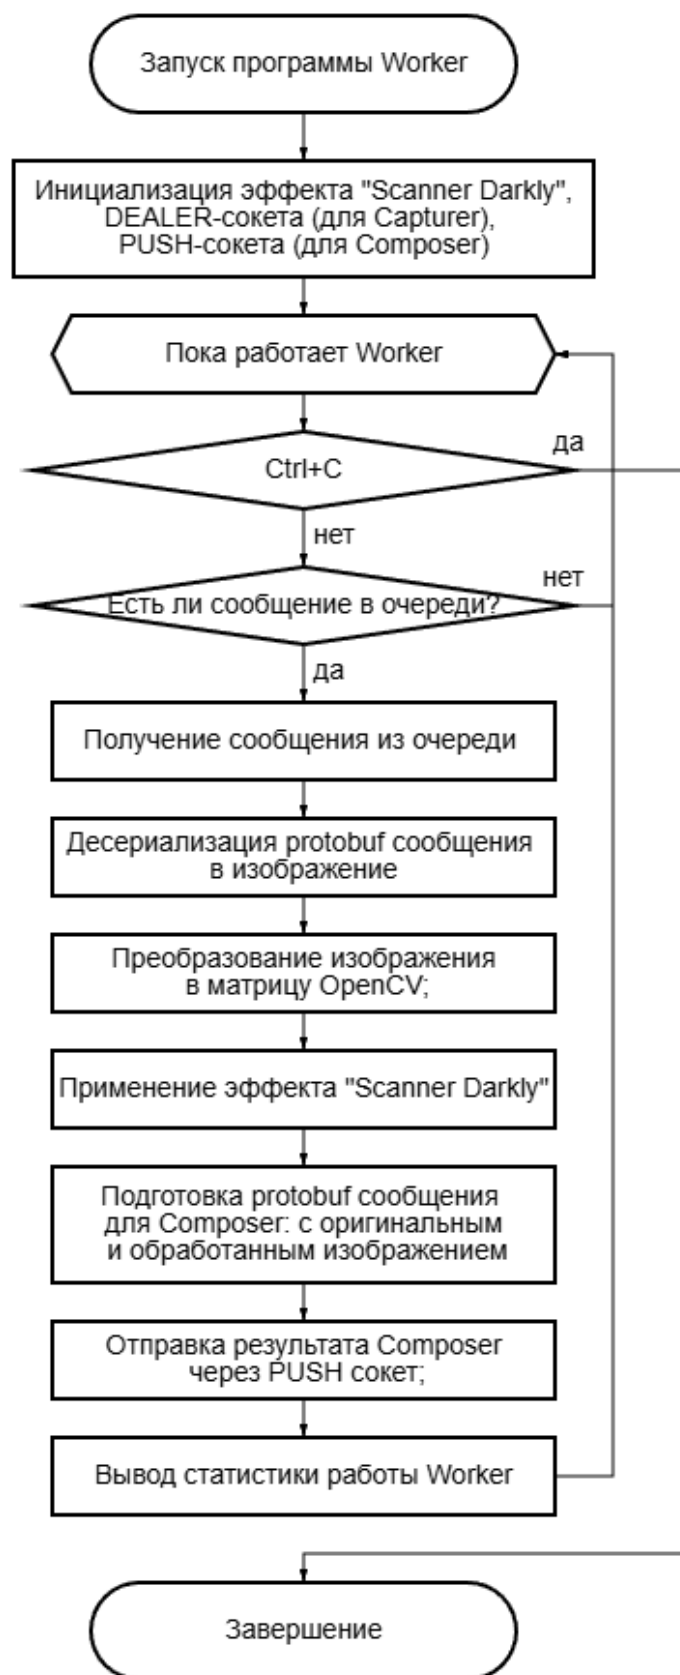 Запуск программы Worker
Инициализация эффекта "Scanner Darkly",
DEALER-сокета (для Capturer),
PUSH-сокета (для Composer)
Пока работает Worker
да
Ctrl+C
нет
нет
Есть ли сообщение в очереди?
да
Получение сообщения из очереди
Десериализация protobuf сообщения
в изображение
Преобразование изображения
в матрицу OpenCV;
Применение эффекта "Scanner Darkly"
Подготовка protobuf сообщения
для Composer: с оригинальным
и обработанным изображением
Отправка результата Composer
через PUSH сокет;
Вывод статистики работы Worker
Завершение